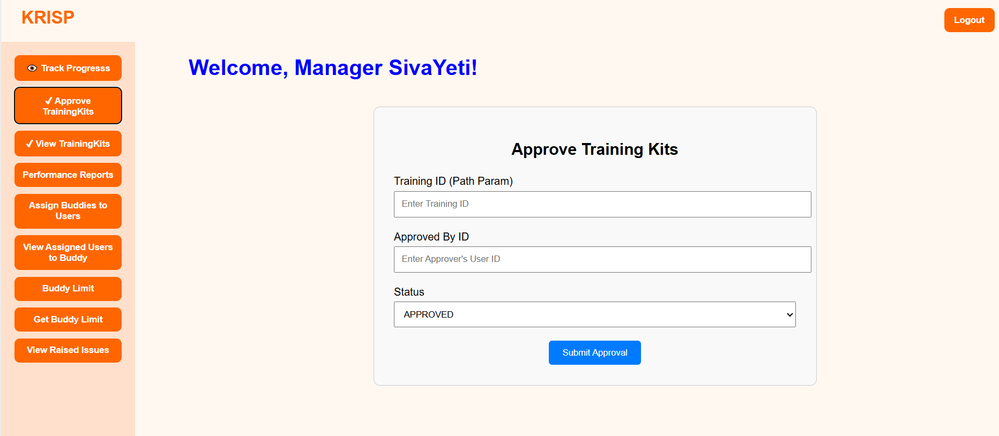 KRISP
Logout
Track Progresss
✓ Approve
TrainingKits
✓ View TrainingKits
Performance Reports
Assign Buddies to
Users
View Assigned Users
to Buddy
Buddy Limit
Get Buddy Limit
View Raised Issues
Welcome, Manager SivaYeti!
Approve Training Kits
Training ID (Path Param)
Enter Training ID
Approved By ID
Enter Approver's User ID
Status
APPROVED
Submit Approval